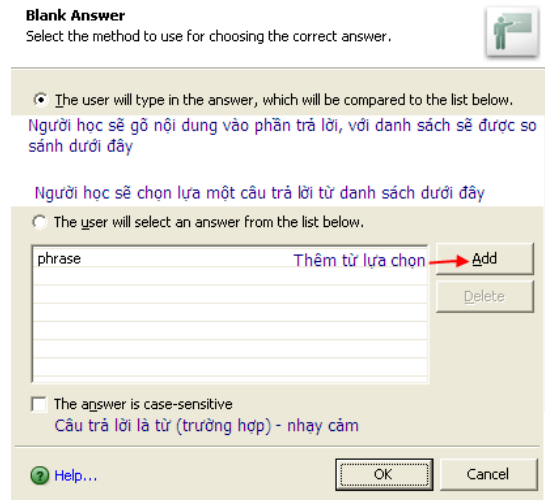 Blank Answer
Select the method to use for choosing the correct answer.
The user will type in the answer, which will be compared to the list below.
Người học sẽ gõ nội dung vào phần trả lời, với danh sách sẽ được so
sánh dưới đây
Người học sẽ chọn lựa một câu trả lời từ danh sách dưới đây
The user will select an answer from the list below.
phrase
Thêm từ lựa chọn
Add
Delete
The answer is case-sensitive
Câu trả lời là từ (trường hợp) - nhạy cảm
Help...
OK
Cancel